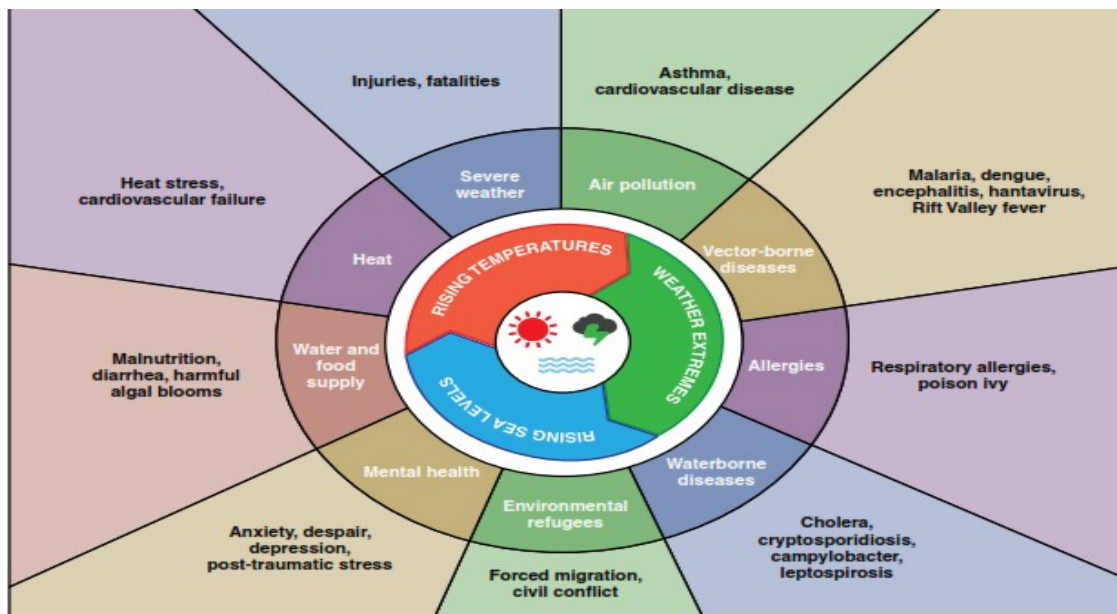 Injuries, fatalities
Asthma,
cardiovascular disease
Heat stress,
cardiovascular failure
Severe
weather
Air pollution
Malaria, dengue,
encephalitis, hantavirus,
Rift Valley fever
Heat
Vector-borne
diseases
RISING TEMPERATURES
WEATHER EXTREMES
RISING SEA LEVELS
Malnutrition,
diarrhea, harmful
algal blooms
Water and
food
supply
Allergies
Respiratory allergies,
poison ivy
Mental health
Waterborne
diseases
Environmental
refugees
Anxiety, despair,
depression,
post-traumatic stress
Forced migration,
civil conflict
Cholera,
cryptosporidiosis,
campylobacter,
leptospirosis